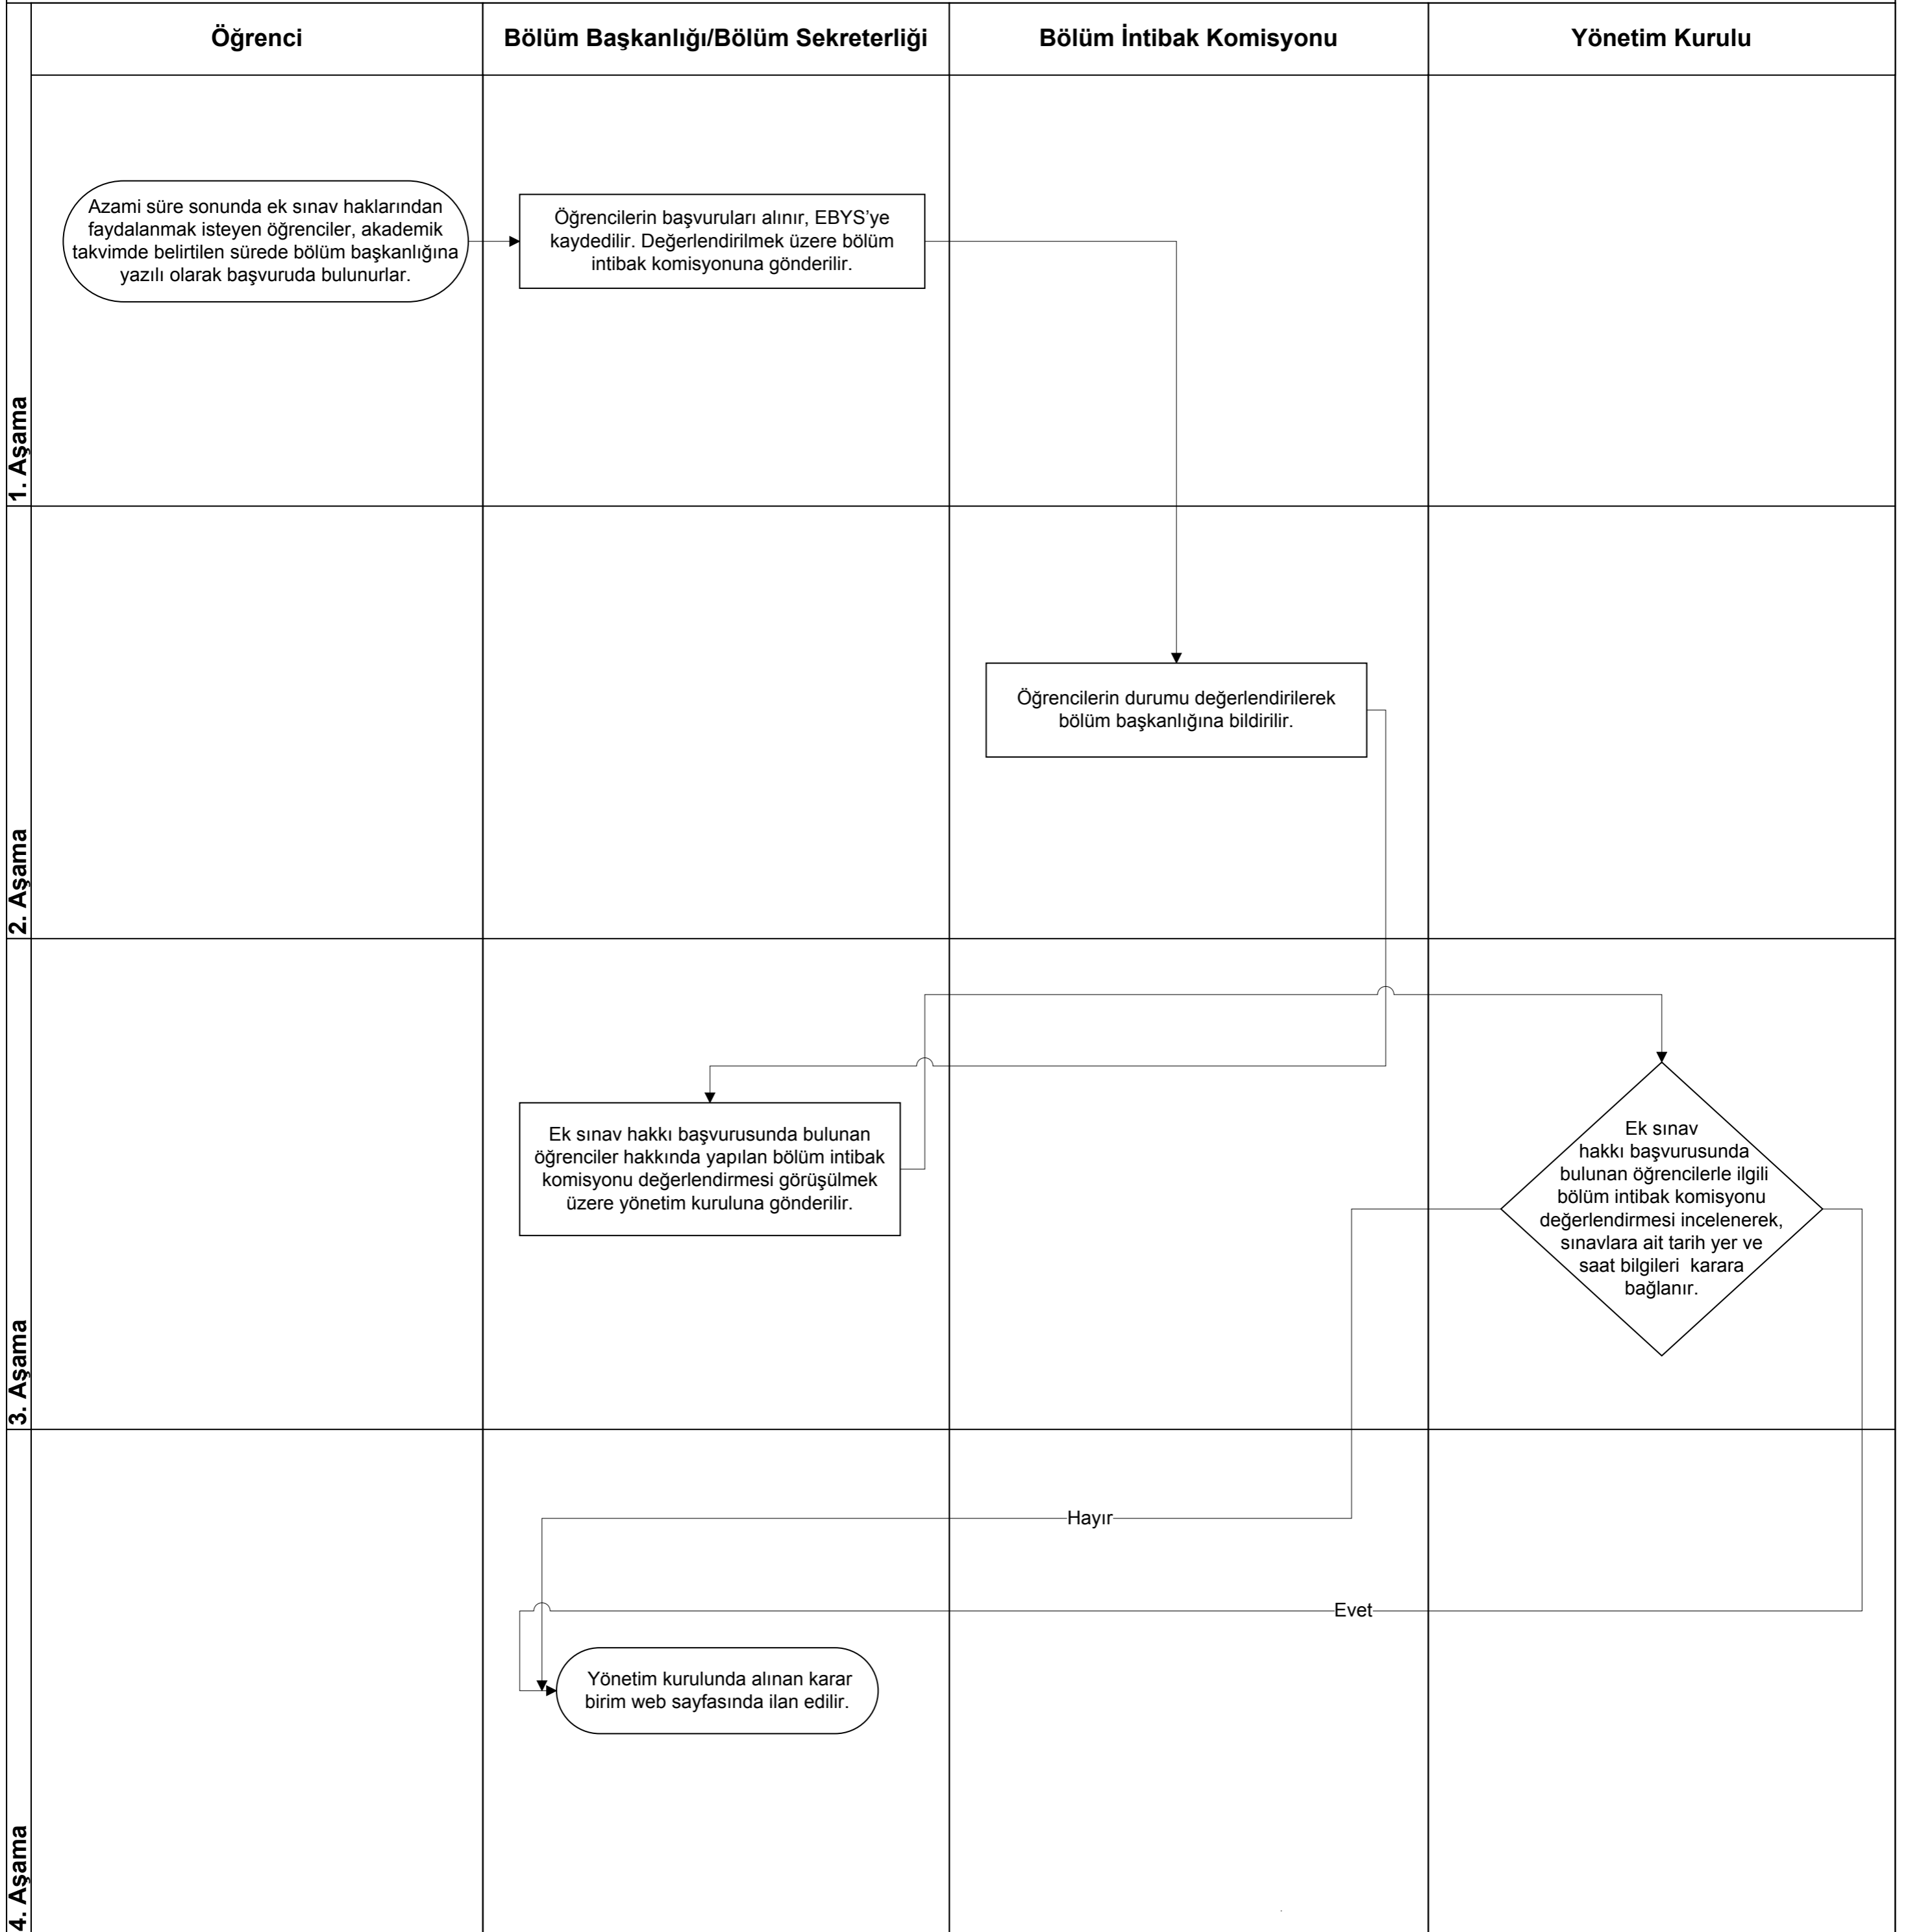 Öğrenci
Bölüm Başkanlığı/Bölüm Sekreterliği
Bölüm İntibak Komisyonu
Yönetim Kurulu
1. Aşama
Azami süre sonunda ek sınav haklarından
faydalanmak isteyen öğrenciler, akademik
takvimde belirtilen sürede bölüm başkanlığına
yazılı olarak başvuruda bulunurlar.
Öğrencilerin başvuruları alınır, EBYS’ye
kaydedilir. Değerlendirilmek üzere bölüm
intibak komisyonuna gönderilir.
2. Aşama
Öğrencilerin durumu değerlendirilerek
bölüm başkanlığına bildirilir.
3. Aşama
Ek sınav hakkı başvurusunda bulunan
öğrenciler hakkında yapılan bölüm intibak
komisyonu değerlendirmesi görüşülmek
üzere yönetim kuruluna gönderilir.
Ek sınav
hakkı başvurusunda
bulunan öğrencilerle ilgili
bölüm intibak komisyonu
değerlendirmesi incelenerek,
sınavlara ait tarih yer ve
saat bilgileri karara
bağlanır.
4. Aşama
Hayır
Evet
Yönetim kurulunda alınan karar
birim web sayfasında ilan edilir.